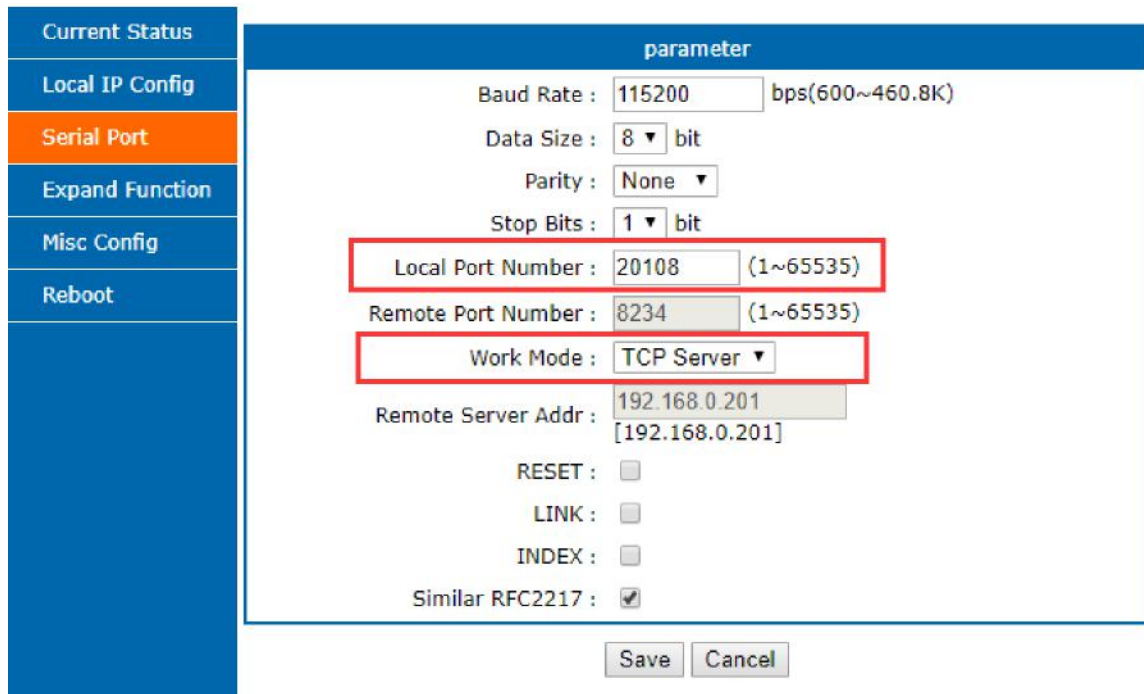 Current Status
Local IP Config
Serial Port
Expand Function
Misc Config
Reboot
parameter
Baud Rate : 115200 bps(600~460.8K)
Data Size : 8 bit
Parity : None
Stop Bits : 1 bit
Local Port Number : 20108 (1~65535)
Remote Port Number : 8234 (1~65535)
Work Mode : TCP Server
Remote Server Addr : 192.168.0.201
[192.168.0.201]
RESET :
LINK :
INDEX :
Similar RFC2217 :
Save Cancel